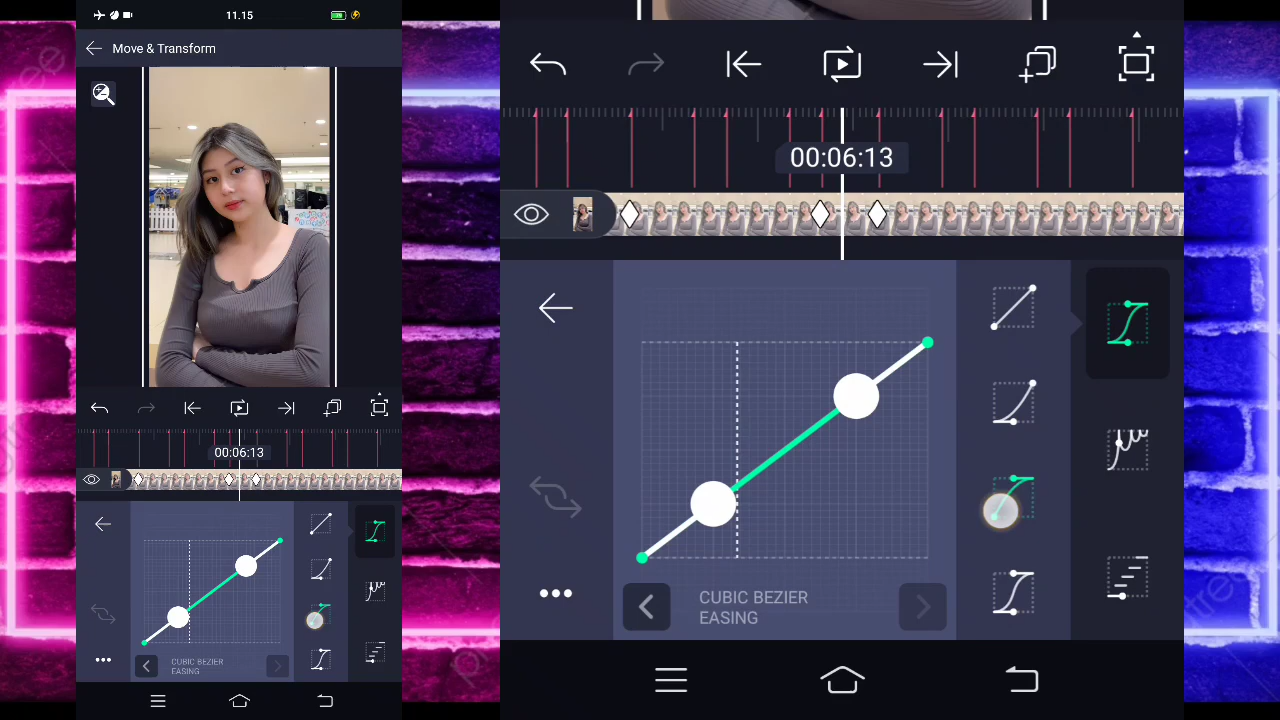 11.15
Move & Transform
00:06:13
CUBIC BEZIER
EASING
00:06:13
CUBIC BEZIER
EASING